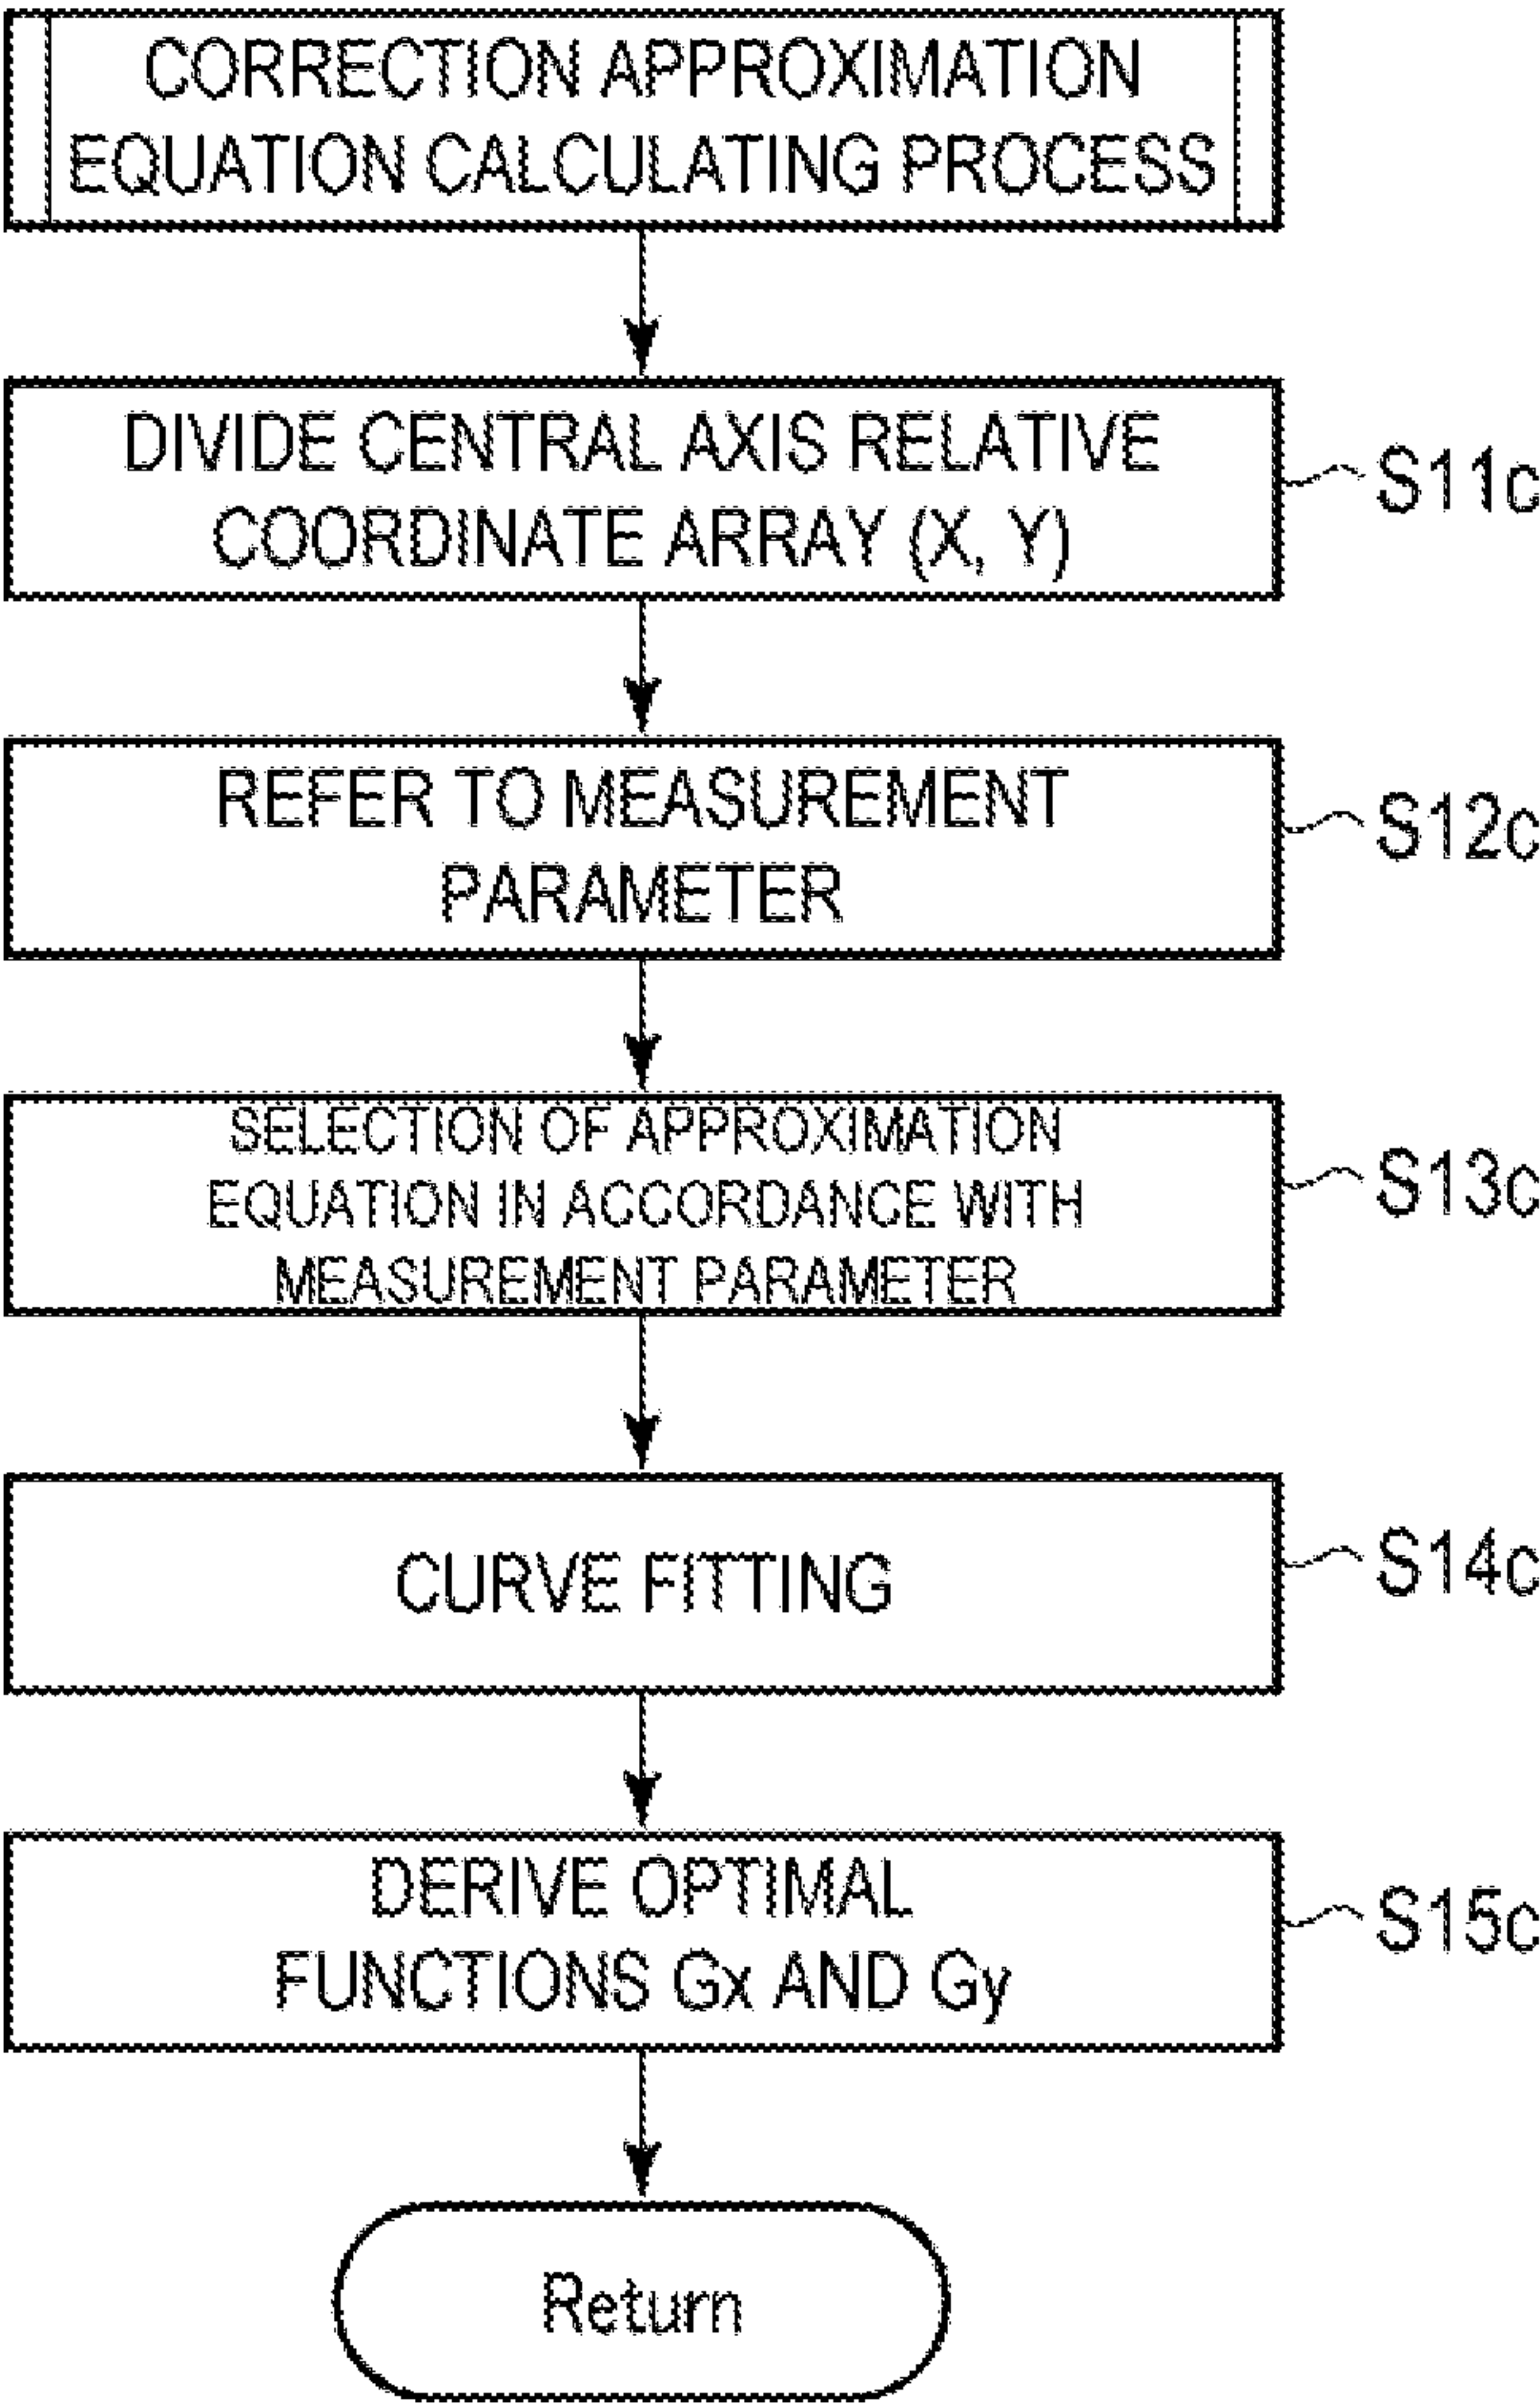 CORRECTION APPROXIMATION
EQUATION CALCULATING PROCESS
DIVIDE CENTRAL AXIS RELATIVE
COORDINATE ARRAY (X, Y)
S11c
REFER TO MEASUREMENT
PARAMETER
S12c
SELECTION OF APPROXIMATION
EQUATION IN ACCORDANCE WITH
MEASUREMENT PARAMETER
S13c
CURVE FITTING
S14c
DERIVE OPTIMAL
FUNCTIONS Gx AND Gy
S15c
Return